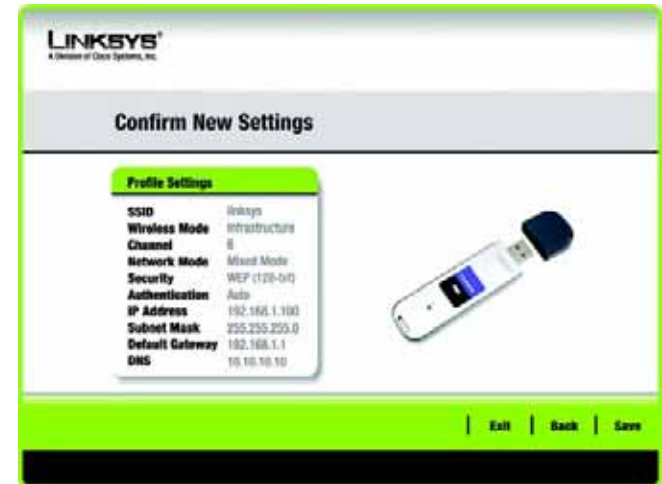 LINKSYS®
A Division of Cisco Systems, Inc.
Confirm New Settings
Profile Settings
SSID linksys
Wireless Mode Infrastructure
Channel 6
Network Mode Mixed Mode
Security WEP (128-bit)
Authentication Auto
IP Address 192.168.1.100
Subnet Mask 255.255.255.0
Default Gateway 192.168.1.1
DNS 10.10.10.10
Exit | Back | Save